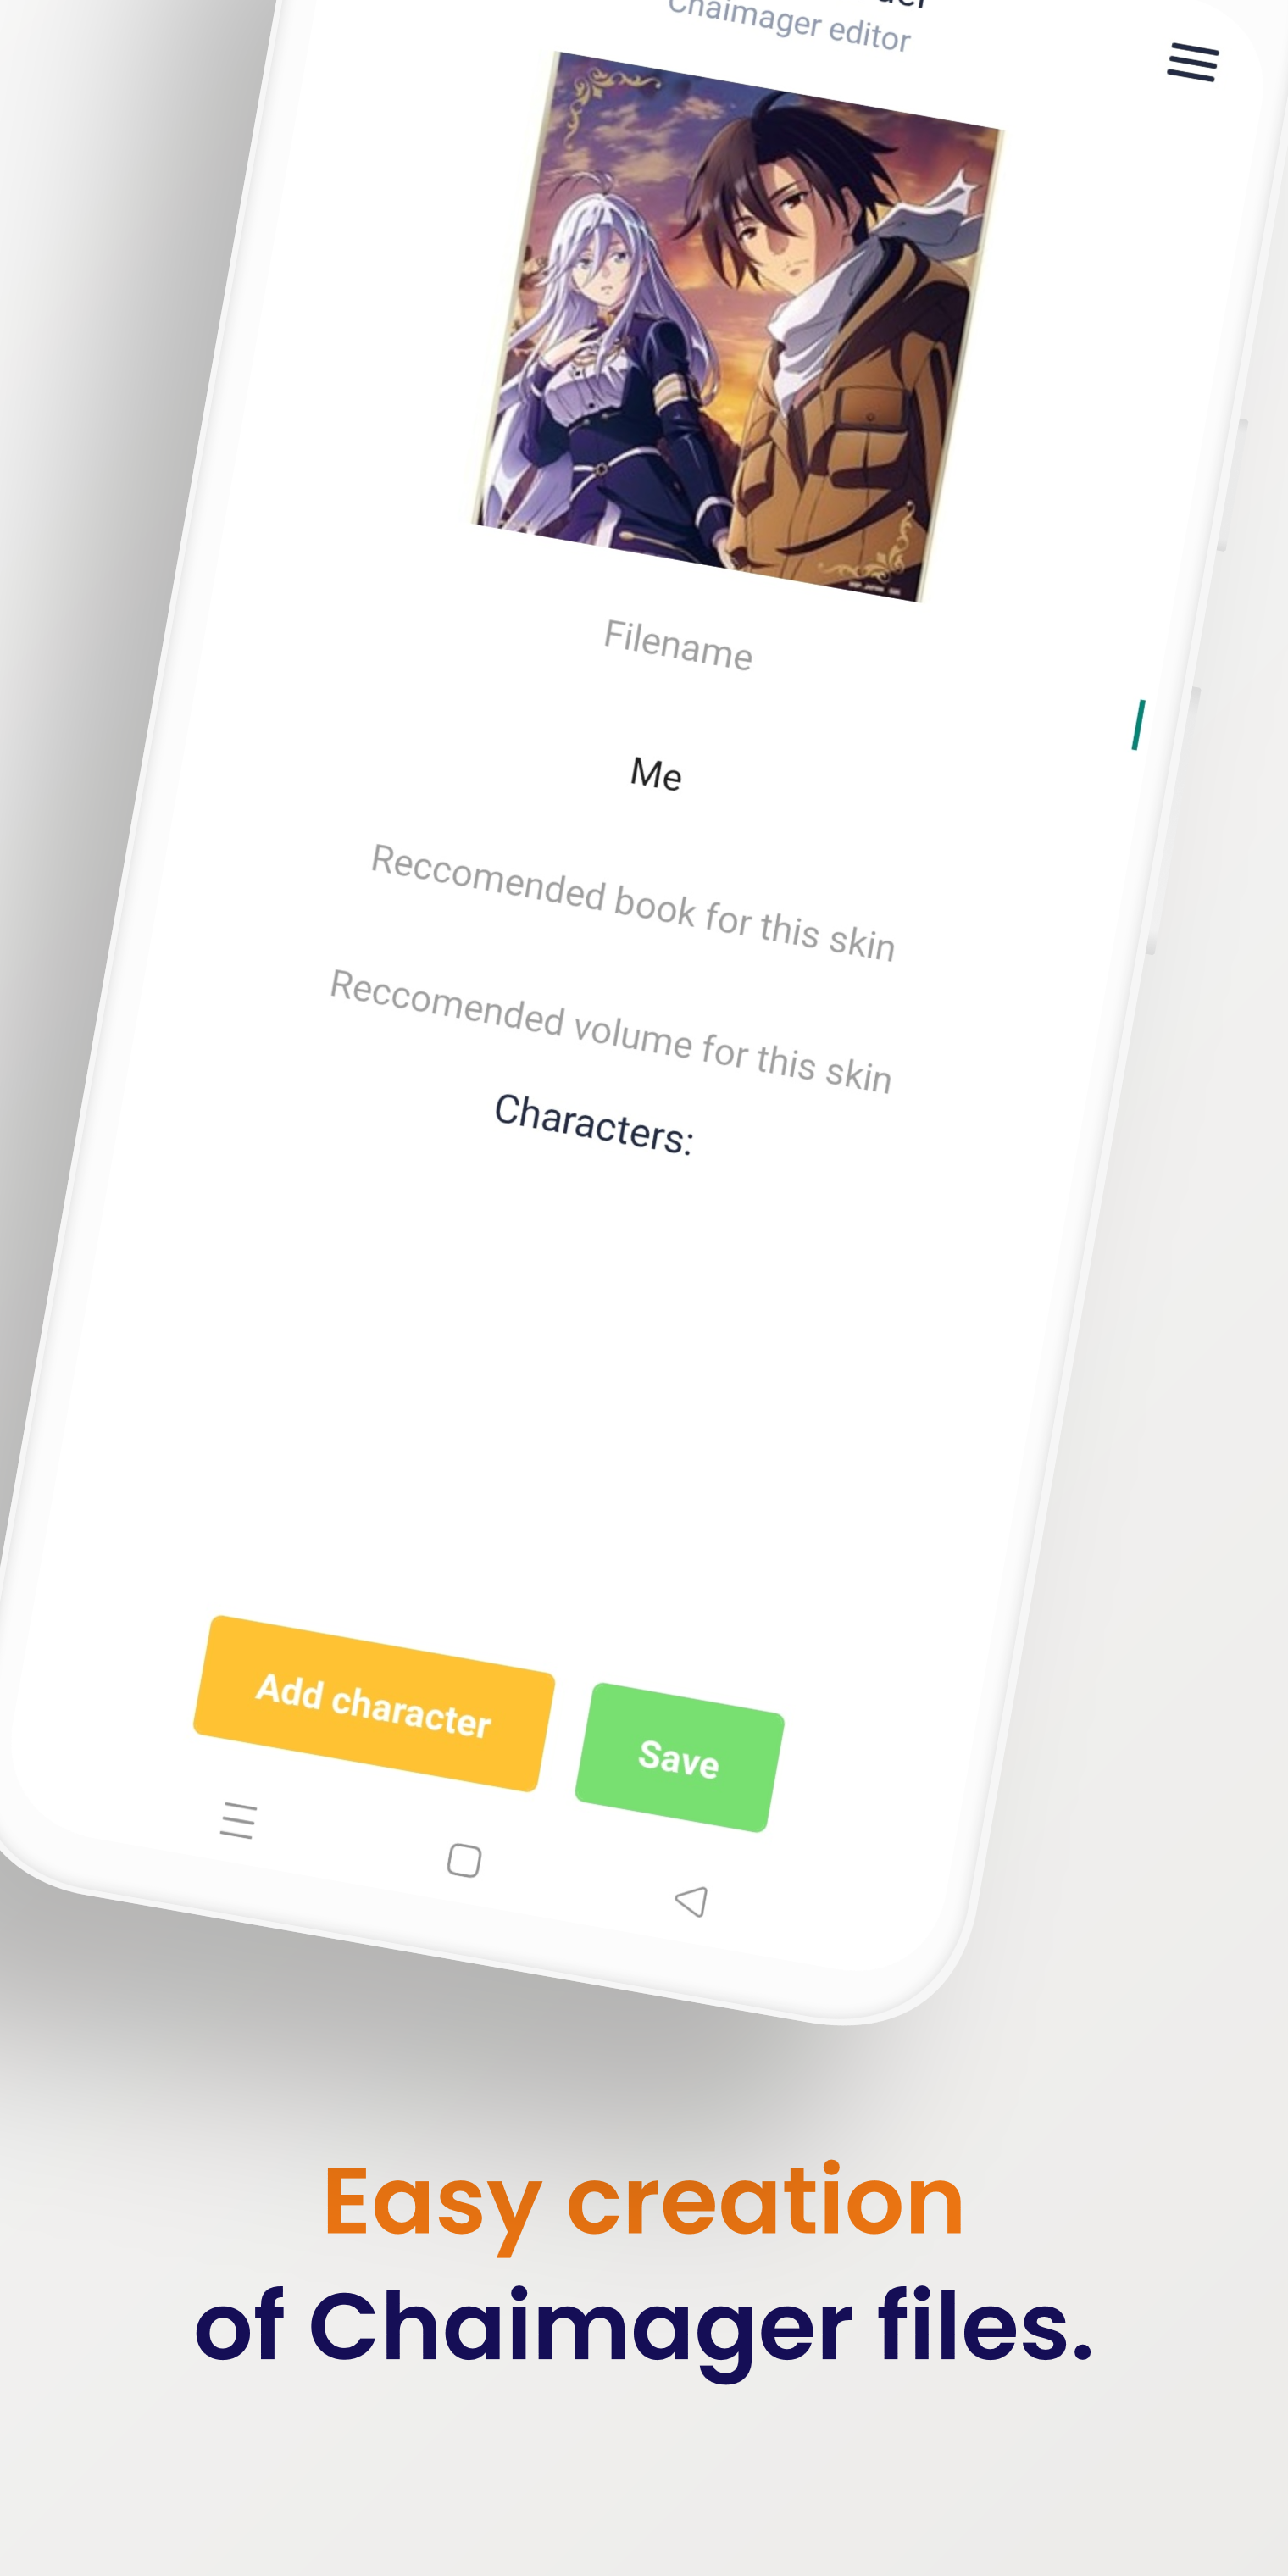 Chaimager editor
Filename
Me
Reccomended book for this skin
Reccomended volume for this skin
Characters:
Add character
Save
Easy creation
of Chaimager files.